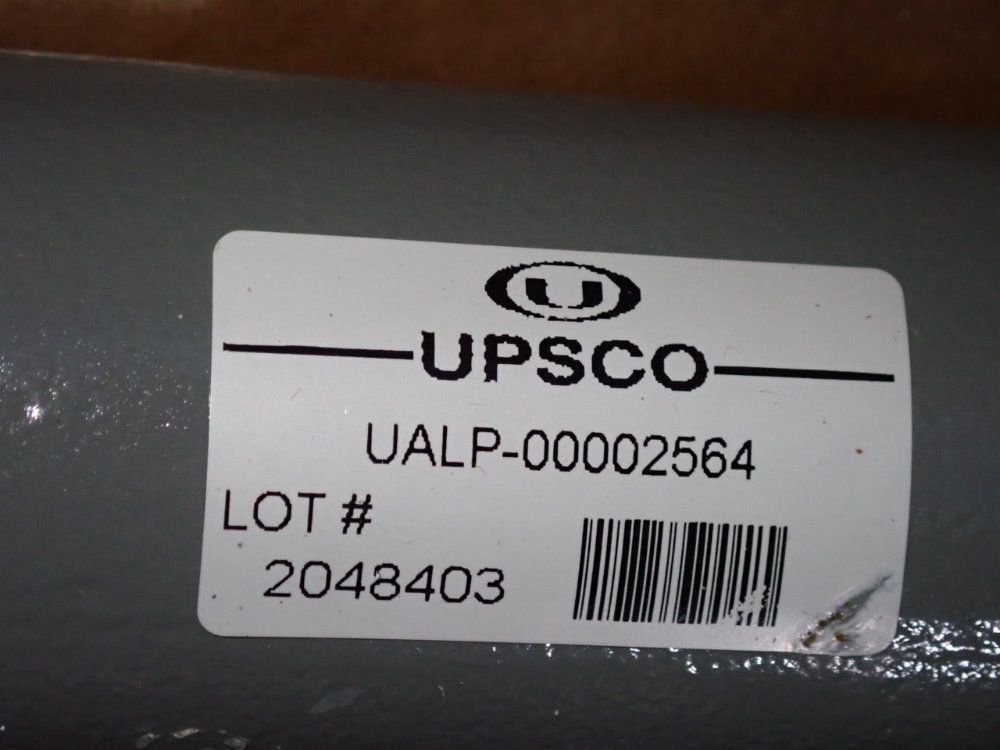 U
UPSCO
UALP-00002564
LOT #
2048403